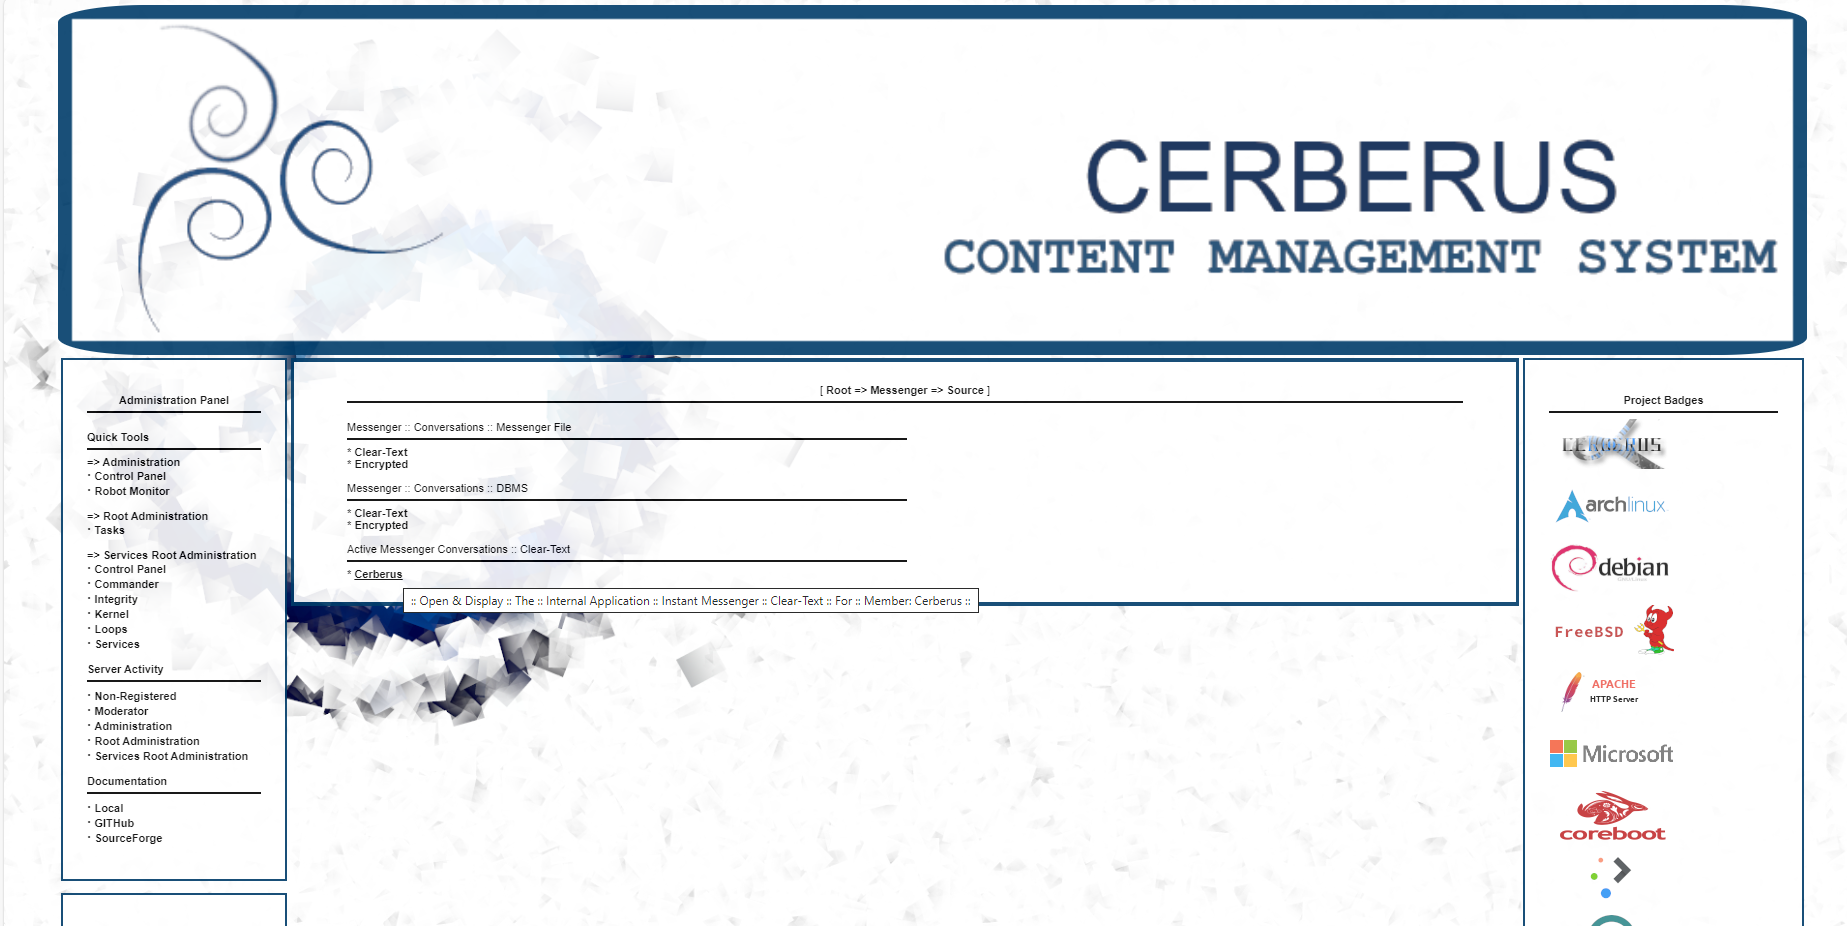 CERBERUS
CONTENT MANAGEMENT SYSTEM
Administration Panel
Quick Tools
=> Administration
· Control Panel
· Robot Monitor
=> Root Administration
· Tasks
=> Services Root Administration
· Control Panel
· Commander
· Integrity
· Kernel
· Loops
· Services
Server Activity
· Non-Registered
· Moderator
· Administration
· Root Administration
· Services Root Administration
Documentation
· Local
· GITHub
· SourceForge
[ Root => Messenger => Source ]
Messenger :: Conversations :: Messenger File
* Clear-Text
* Encrypted
Messenger :: Conversations :: DBMS
* Clear-Text
* Encrypted
Active Messenger Conversations :: Clear-Text
* Cerberus
:: Open & Display :: The :: Internal Application :: Instant Messenger :: Clear-Text :: For :: Member: Cerberus ::
Project Badges
CERBERUS
archlinux
debian
FreeBSD
APACHE
HTTP Server
Microsoft
coreboot